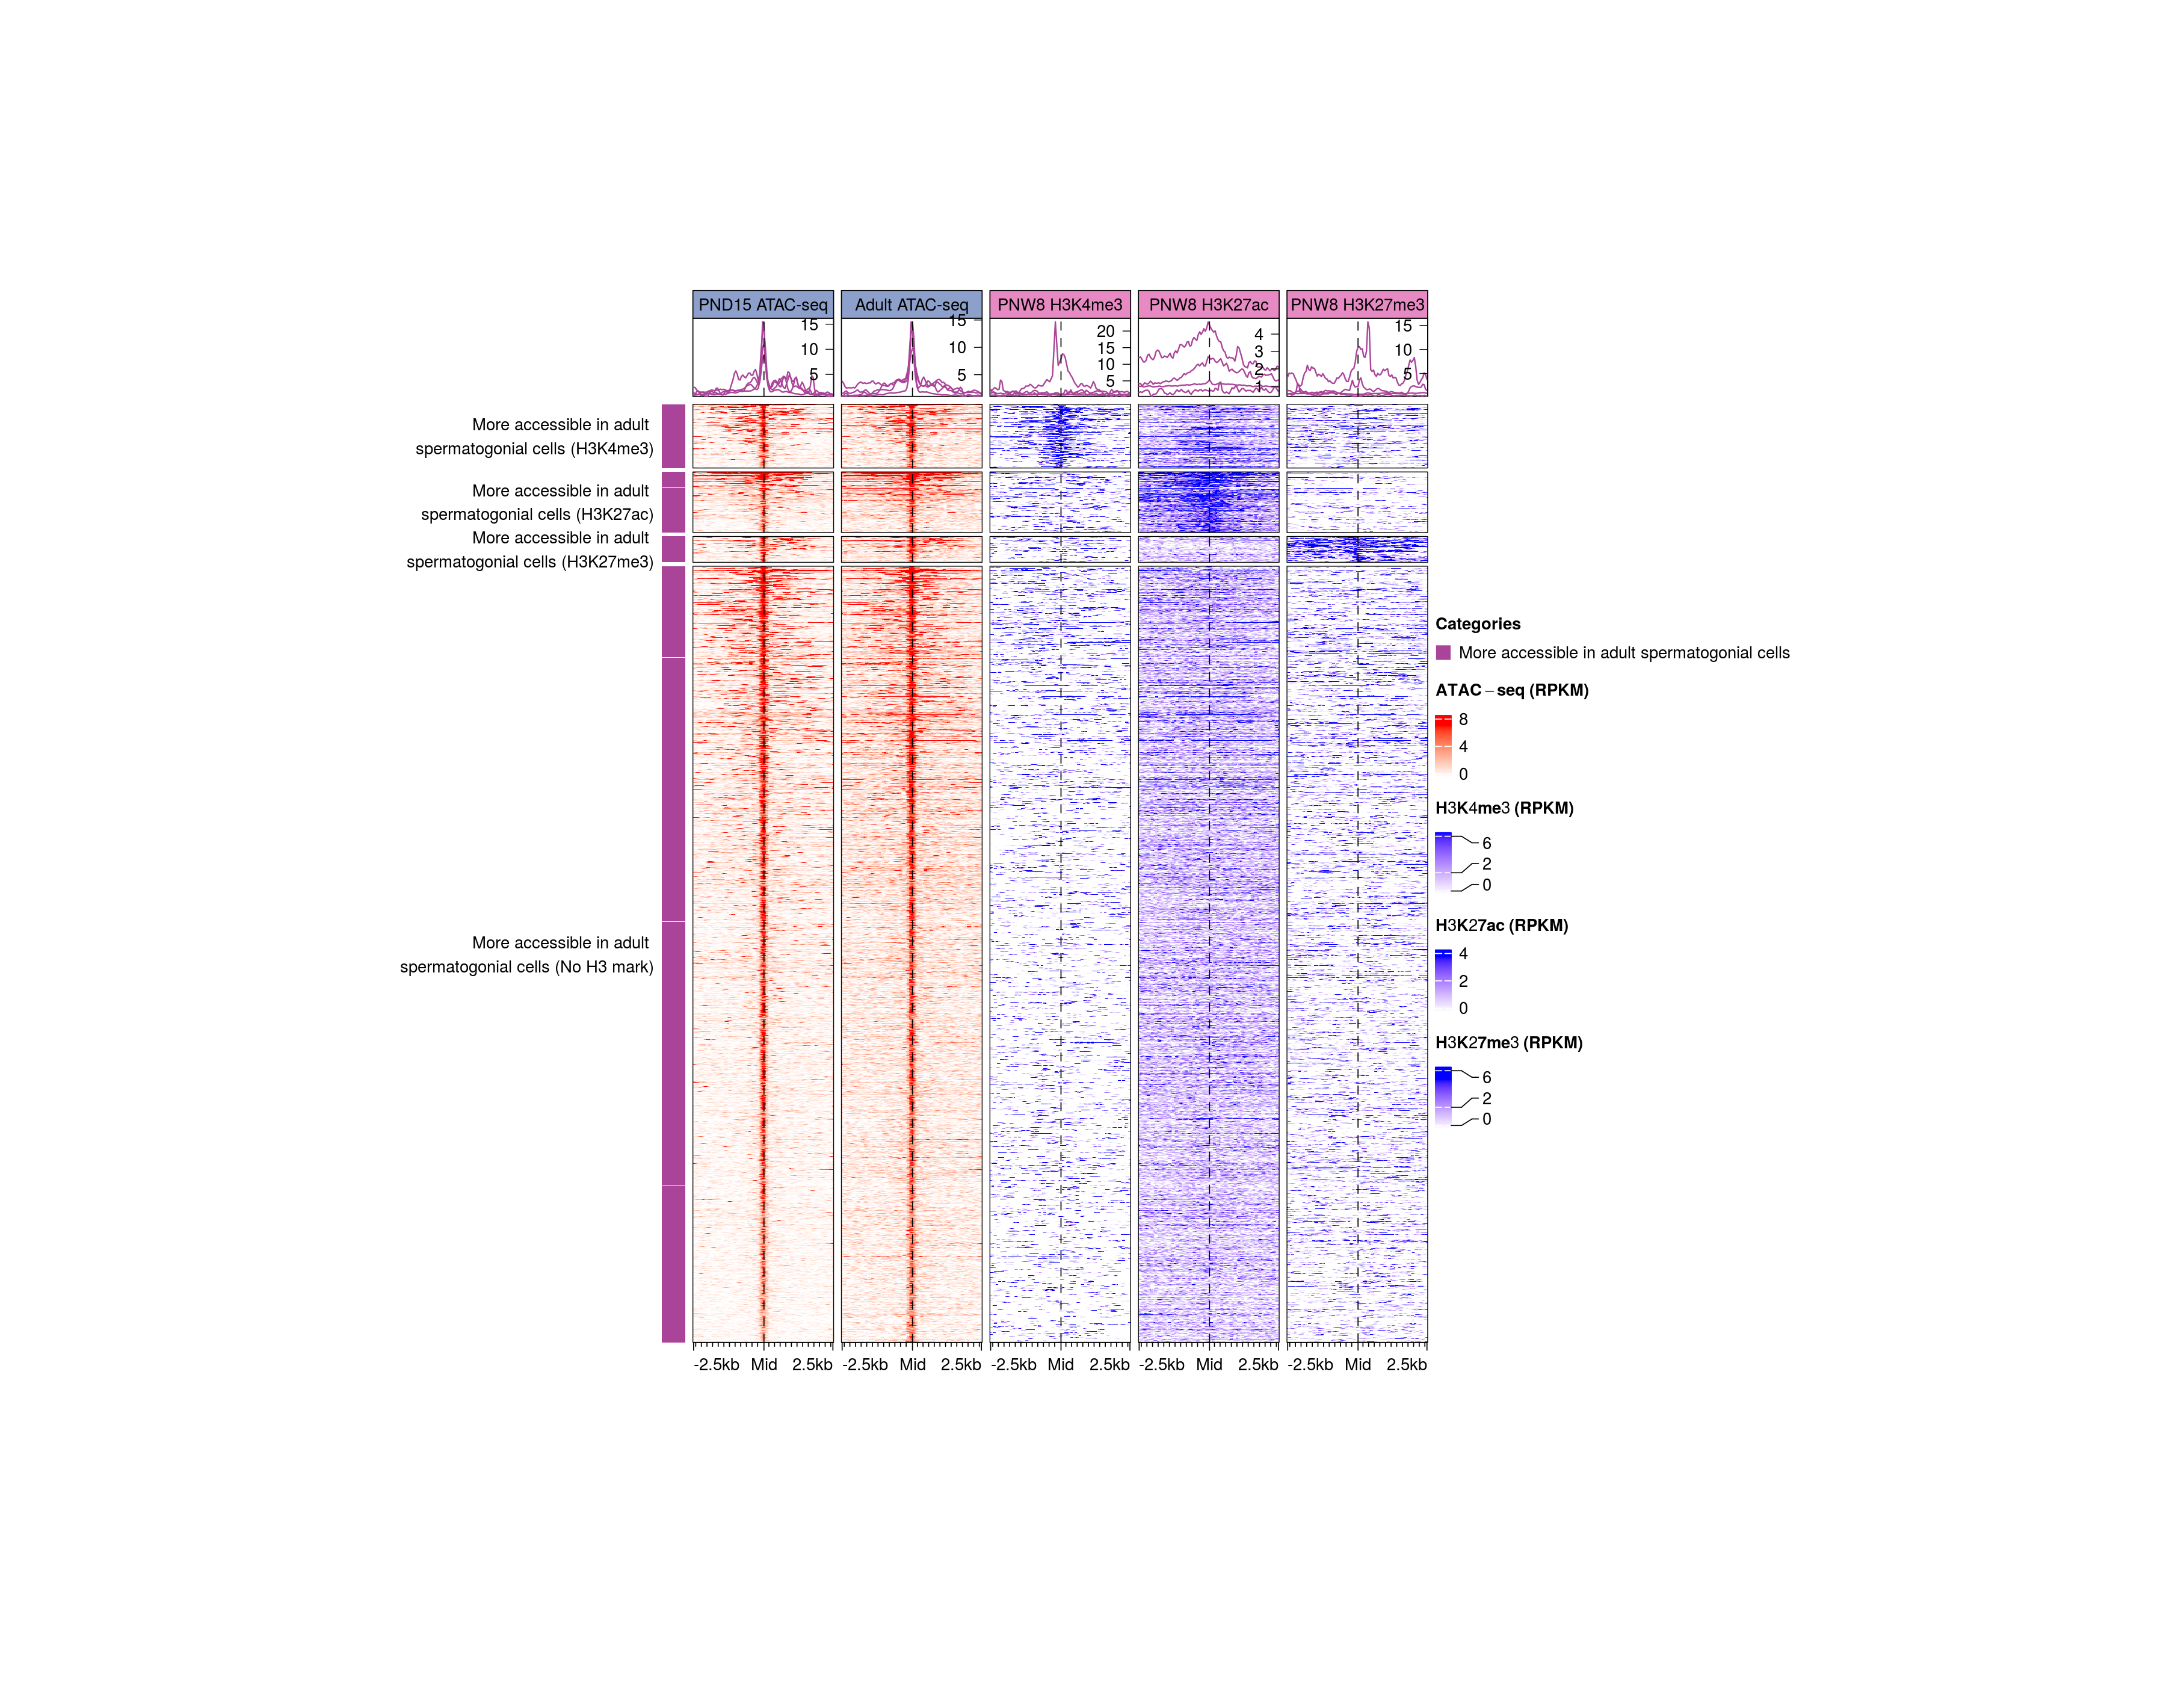 PND15 ATAC-seq
Adult ATAC-seq
PNW8 H3K4me3
PNW8 H3K27ac
PNW8 H3K27me3
15
10
5
15
10
5
20
15
10
5
4
3
2
1
15
10
5
More accessible in adult
spermatogonial cells (H3K4me3)
More accessible in adult
spermatogonial cells (H3K27ac)
More accessible in adult
spermatogonial cells (H3K27me3)
More accessible in adult
spermatogonial cells (No H3 mark)
-2.5kb Mid 2.5kb
-2.5kb Mid 2.5kb
-2.5kb Mid 2.5kb
-2.5kb Mid 2.5kb
-2.5kb Mid 2.5kb
Categories
More accessible in adult spermatogonial cells
ATAC–seq (RPKM)
8
4
0
H3K4me3 (RPKM)
6
2
0
H3K27ac (RPKM)
4
2
0
H3K27me3 (RPKM)
6
2
0